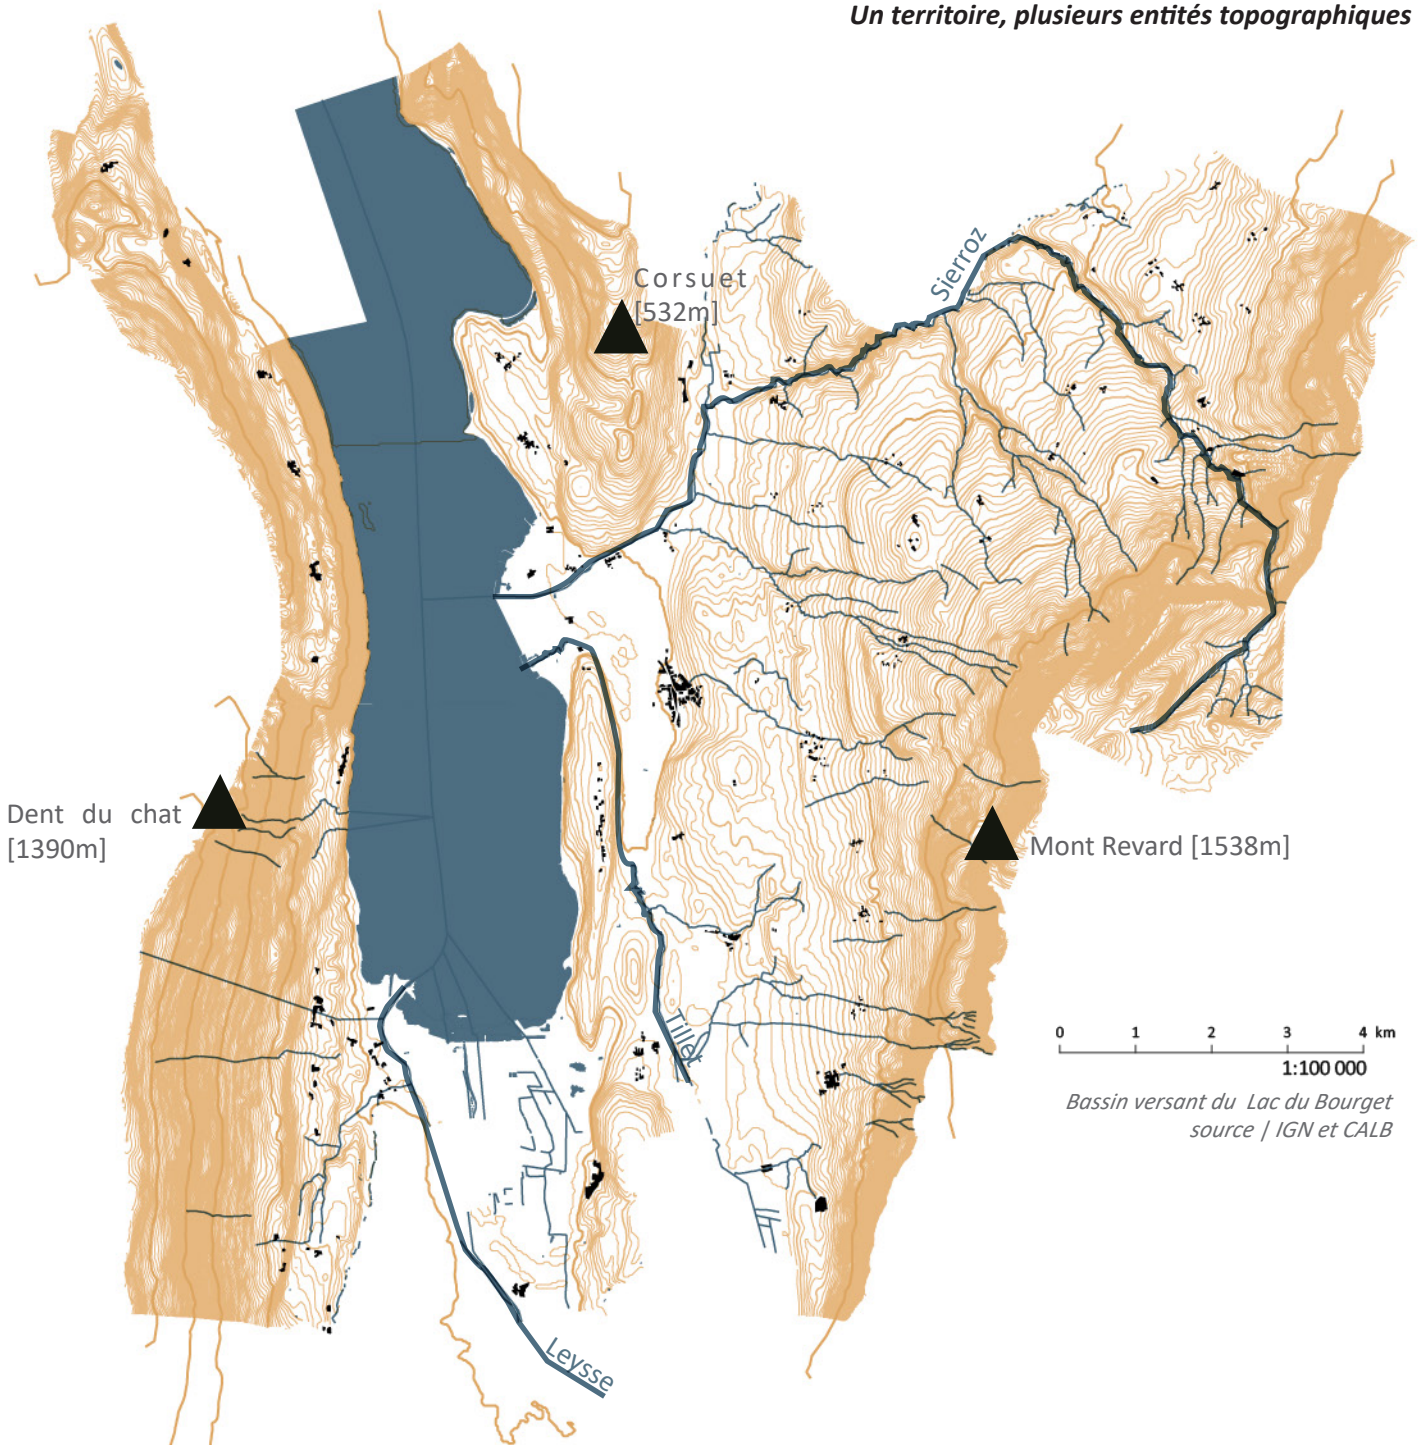 Un territoire, plusieurs entités topographiques
Sierroz
Corsuet
[532m]
Dent du chat
[1390m]
Mont Revard [1538m]
Tillet
0 1 2 3 4 km
1:100 000
Bassin versant du Lac du Bourget
source | IGN et CALB
Leysse